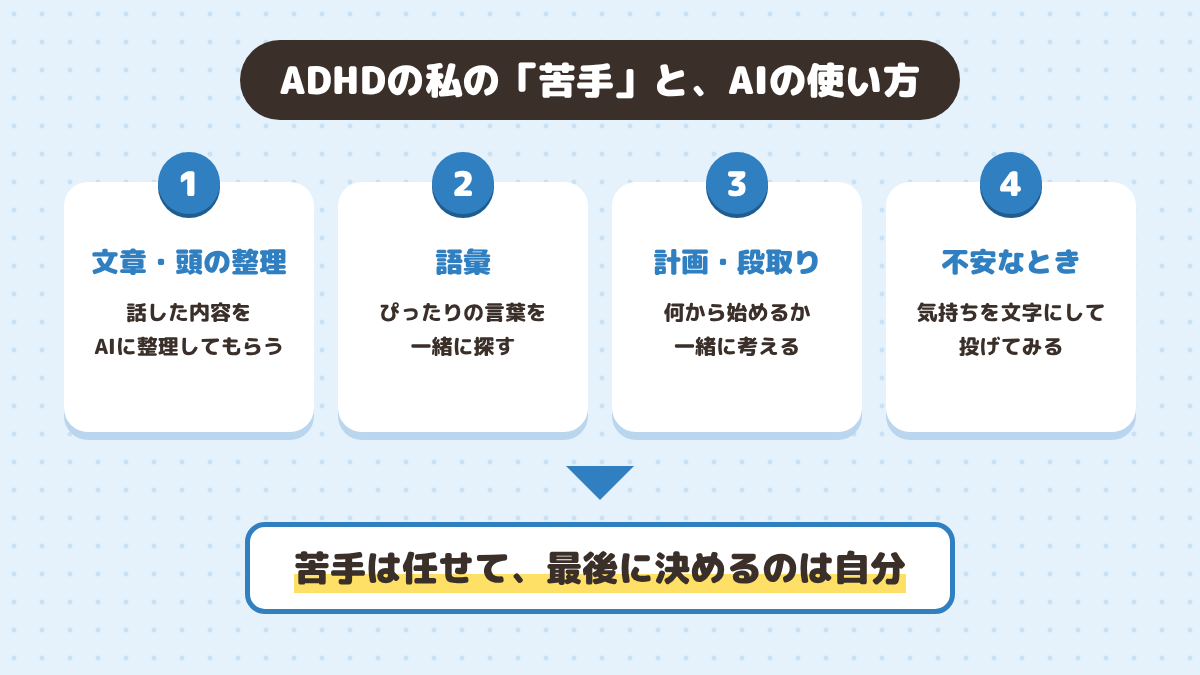 ADHDの私の「苦手」と、AIの使い方
1
文章・頭の整理
話した内容を
AIに整理してもらう
2
語彙
ぴったりの言葉を
一緒に探す
3
計画・段取り
何から始めるか
一緒に考える
4
不安なとき
気持ちを文字にして
投げてみる
苦手は任せて、最後に決めるのは自分